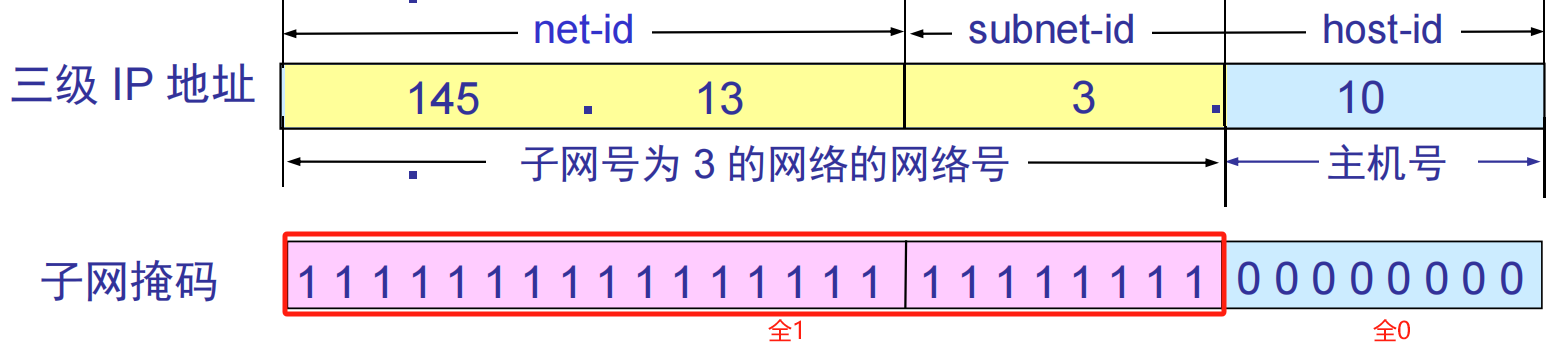 net-id subnet-id host-id
三级 IP 地址 145 . 13 3 . 10
子网号为 3 的网络的网络号 主机号
子网掩码 1 1 1 1 1 1 1 1 1 1 1 1 1 1 1 1 1 1 1 1 1 1 1 1 0 0 0 0 0 0 0 0
全1 全0